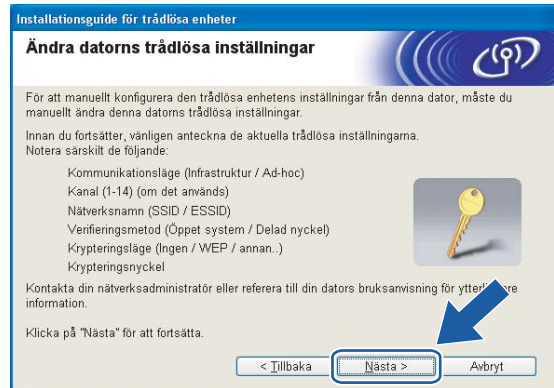 Installationsguide för trådlösa enheter
Ändra datorns trådlösa inställningar
För att manuellt konfigurera den trådlösa enhetens inställningar från denna dator, måste du
manuellt ändra denna datorns trådlösa inställningar.
Innan du fortsätter, vänligen anteckna de aktuella trådlösa inställningarna.
Notera särskilt de följande:
Kommunikationsläge (Infrastruktur / Ad-hoc)
Kanal (1-14) (om det används)
Nätverksnamn (SSID / ESSID)
Verifieringsmetod (Öppet system / Delad nyckel)
Krypteringsläge (Ingen / WEP / annan..)
Krypteringsnyckel
Kontakta din nätverksadministratör eller referera till din dators bruksanvisning för
information.
Klicka på "Nästa" för att fortsätta.
< Tillbaka Nästa > Avbryt